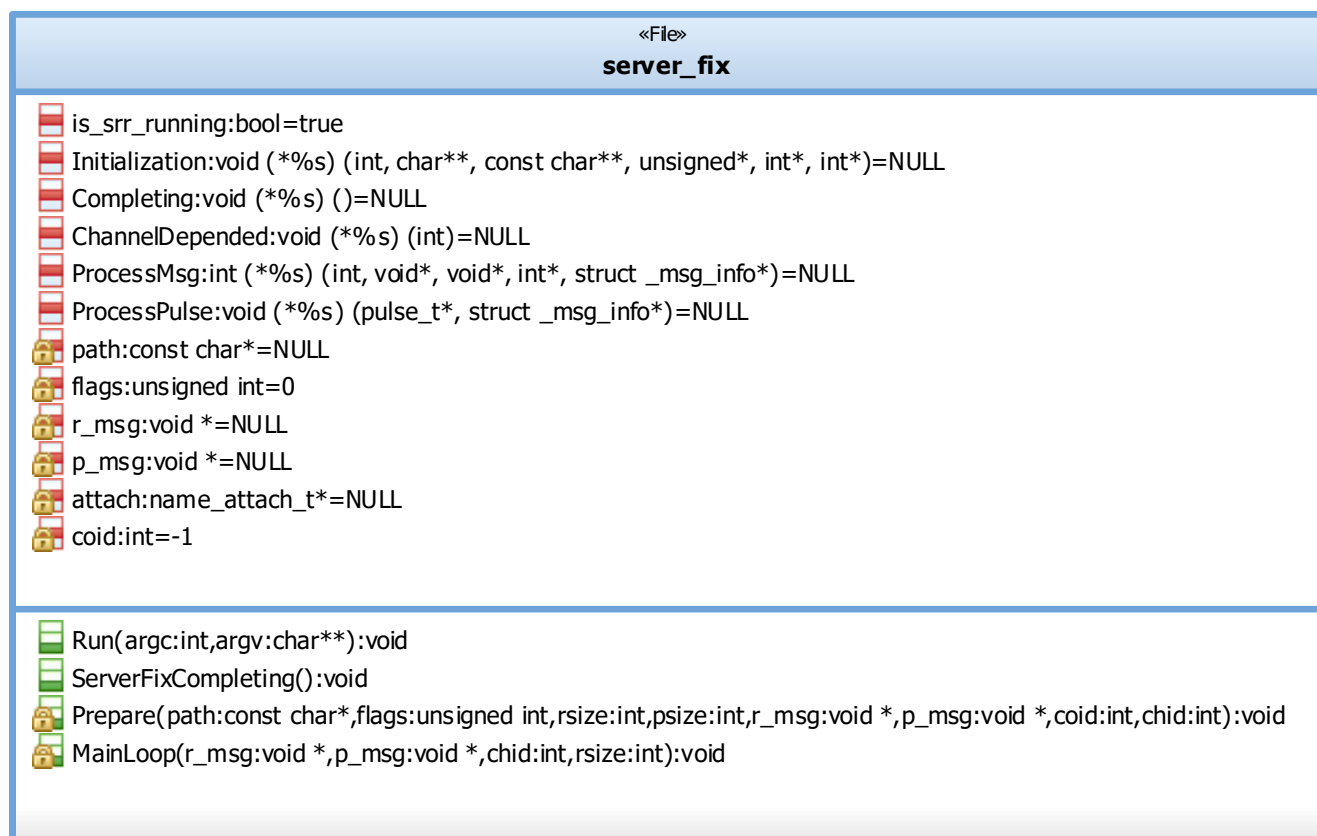 «File»
server_fix
is_srr_running:bool=true
Initialization:void (*%s) (int, char**, const char**, unsigned*, int*, int*)=NULL
Completing:void (*%s) ()=NULL
ChannelDepended:void (*%s) (int)=NULL
ProcessMsg:int (*%s) (int, void*, void*, int*, struct _msg_info*)=NULL
ProcessPulse:void (*%s) (pulse_t*, struct _msg_info*)=NULL
path:const char*=NULL
flags:unsigned int=0
r_msg:void *=NULL
p_msg:void *=NULL
attach:name_attach_t*=NULL
coid:int=-1
Run(argc:int,argv:char**):void
ServerFixCompleting():void
Prepare(path:const char*,flags:unsigned int,rsize:int,psize:int,r_msg:void *,p_msg:void *,coid:int,chid:int):void
MainLoop(r_msg:void *,p_msg:void *,chid:int,rsize:int):void